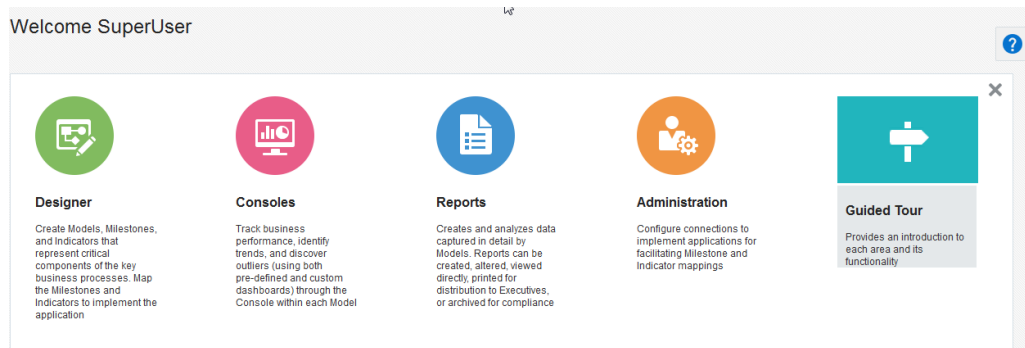 Welcome SuperUser
?
Designer
Create Models, Milestones,
and Indicators that
represent critical
components of the key
business processes. Map
the Milestones and
Indicators to implement the
application
Consoles
Track business
performance, identify
trends, and discover
outliers (using both
pre-defined and custom
dashboards) through the
Console within each Model
Reports
Creates and analyzes data
captured in detail by
Models. Reports can be
created, altered, viewed
directly, printed for
distribution to Executives,
or archived for compliance
Administration
Configure connections to
implement applications for
facilitating Milestone and
Indicator mappings
Guided Tour
Provides an introduction to
each area and its
functionality